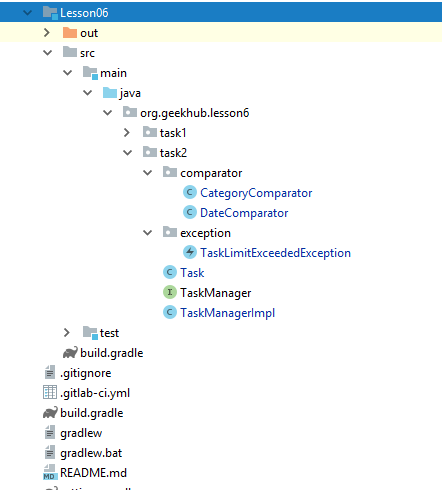 Lesson06
out
src
main
java
org.geekhub.lesson6
task1
task2
comparator
CategoryComparator
DateComparator
exception
TaskLimitExceededException
Task
TaskManager
TaskManagerImpl
test
build.gradle
.gitignore
.gitlab-ci.yml
build.gradle
gradlew
gradlew.bat
README.md